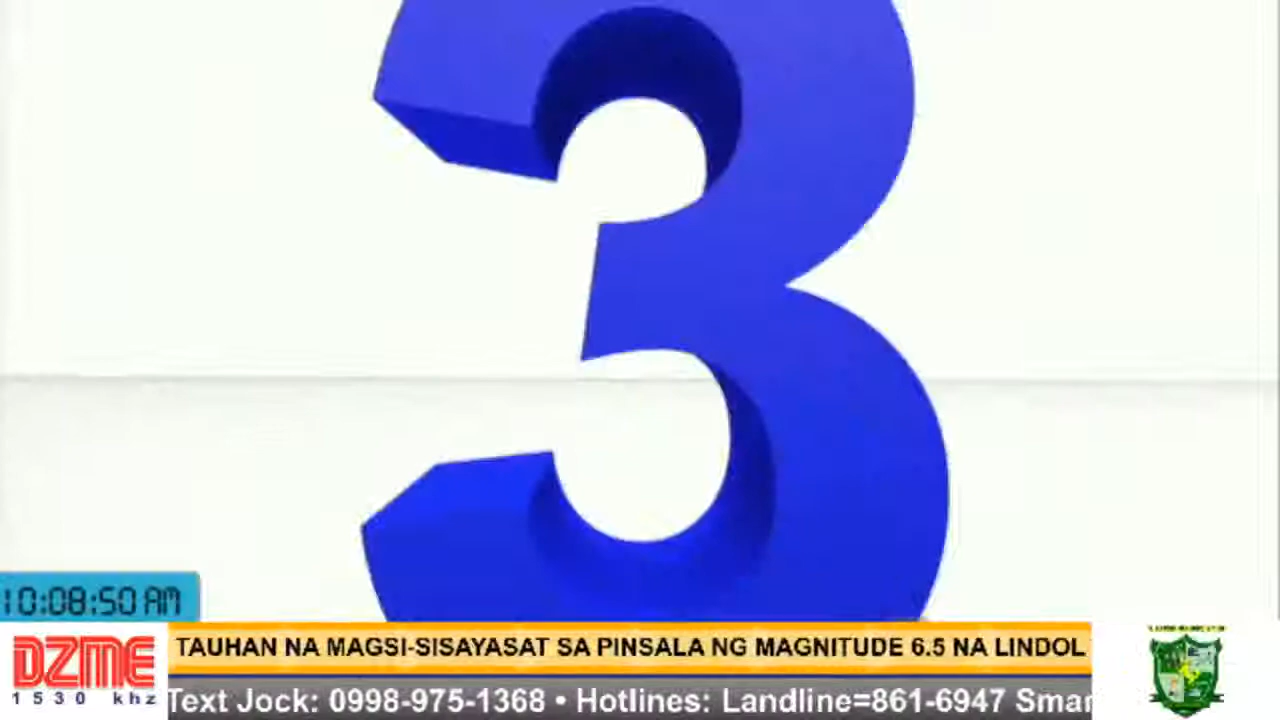 3
10:08:50 AM
DZME
1530 khz
TAUHAN NA MAGSI-SISAYASAT SA PINSALA NG MAGNITUDE 6.5 NA LINDOL
Text Jock: 0998-975-1368 • Hotlines: Landline=861-6947 Smar